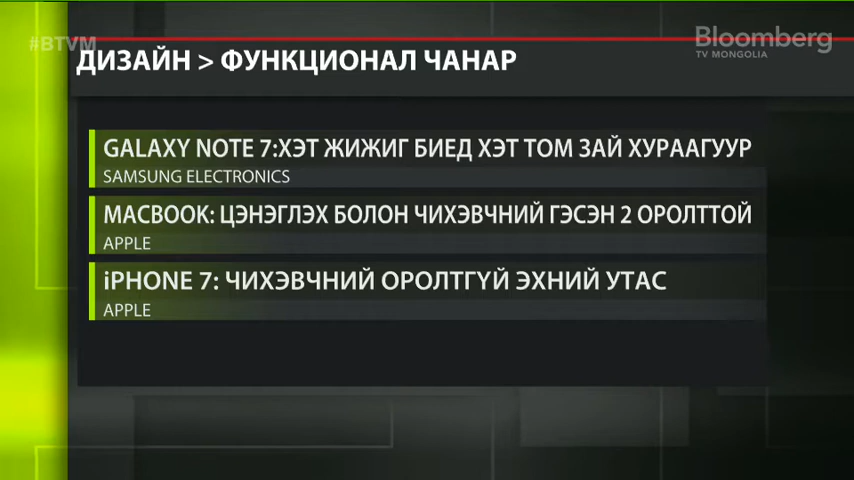 #BTVM
Bloomberg
TV MONGOLIA
ДИЗАЙН > ФУНКЦИОНАЛ ЧАНАР
GALAXY NOTE 7:ХЭТ ЖИЖИГ БИЕД ХЭТ ТОМ ЗАЙ ХУРААГУУР
SAMSUNG ELECTRONICS
MACBOOK: ЦЭНЭГЛЭХ БОЛОН ЧИХЭВЧНИЙ ГЭСЭН 2 ОРОЛТТОЙ
APPLE
iPHONE 7: ЧИХЭВЧНИЙ ОРОЛТГҮЙ ЭХНИЙ УТАС
APPLE